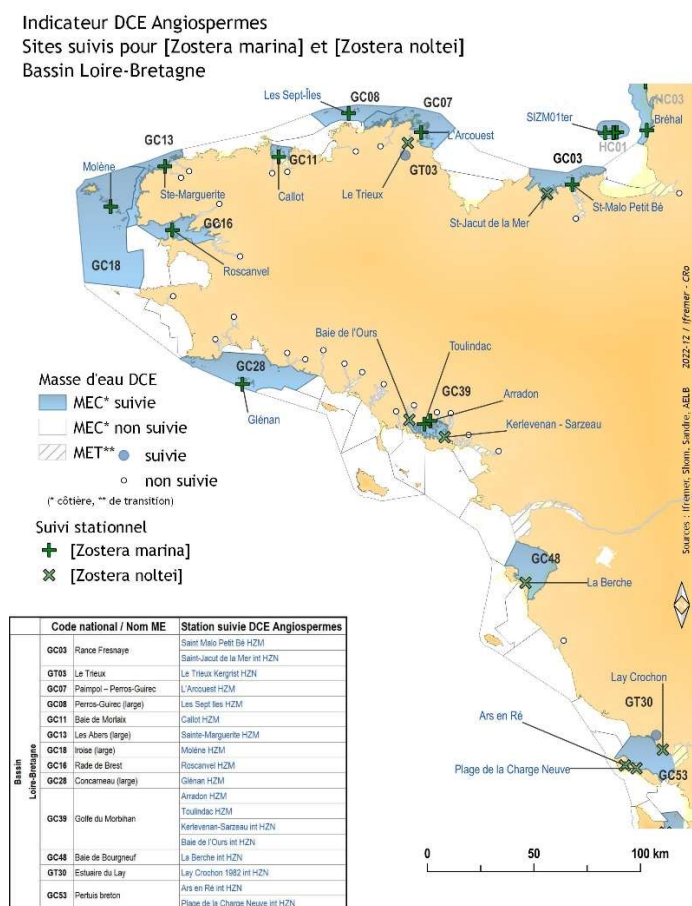 Indicateur DCE Angiospermes
Sites suivis pour [Zostera marina] et [Zostera noltei]
Bassin Loire-Bretagne
Les Sept-Îles
GC08
GC07
SIZM01ter
HC03
Bréhal
HC01
L'Arcouest
GC13
Molène
GC11
GT03
GC03
Ste-Marguerite
Callot
Le Trieux
St-Malo Petit Bé
St-Jacut de la Mer
GC16
Roscanvel
GC18
Baie de l'Ours
Toulindac
GC28
GC39
Arradon
Kerlevenan - Sarzeau
Glénan
Masse d'eau DCE
MEC* suivie
MEC* non suivie
MET** suivie
non suivie
(* côtière, ** de transition)
Suivi stationnel
[Zostera marina]
[Zostera noltei]
GC48
La Berche
Lay Crochon
GT30
Ars en Ré
Plage de la Charge Neuve
GC53
0 50 100 km
Sources : Ifremer, Shom, Sandre, AELB 2022-12 / Ifremer - CRo
Code national / Nom ME Station suivie DCE Angiospermes
Bassin
Loire-Bretagne
GC03 Rance Fresnaye Saint Malo Petit Bé HZM
Saint-Jacut de la Mer int HZN
GT03 Le Trieux Le Trieux Kergrist HZN
GC07 Paimpol – Perros-Guirec L'Arcouest HZM
GC08 Perros-Guirec (large) Les Sept Iles HZM
GC11 Baie de Morlaix Callot HZM
GC13 Les Abers (large) Sainte-Marguerite HZM
GC18 Iroise (large) Molène HZM
GC16 Rade de Brest Roscanvel HZM
GC28 Concarneau (large) Glénan HZM
GC39 Golfe du Morbihan Arradon HZM
Toulindac HZM
Kerlevenan-Sarzeau int HZN
Baie de l'Ours int HZN
GC48 Baie de Bourgneuf La Berche int HZN
GT30 Estuaire du Lay Lay Crochon 1982 int HZN
GC53 Pertuis breton Ars en Ré int HZN
Plage de la Charge Neuve int HZN